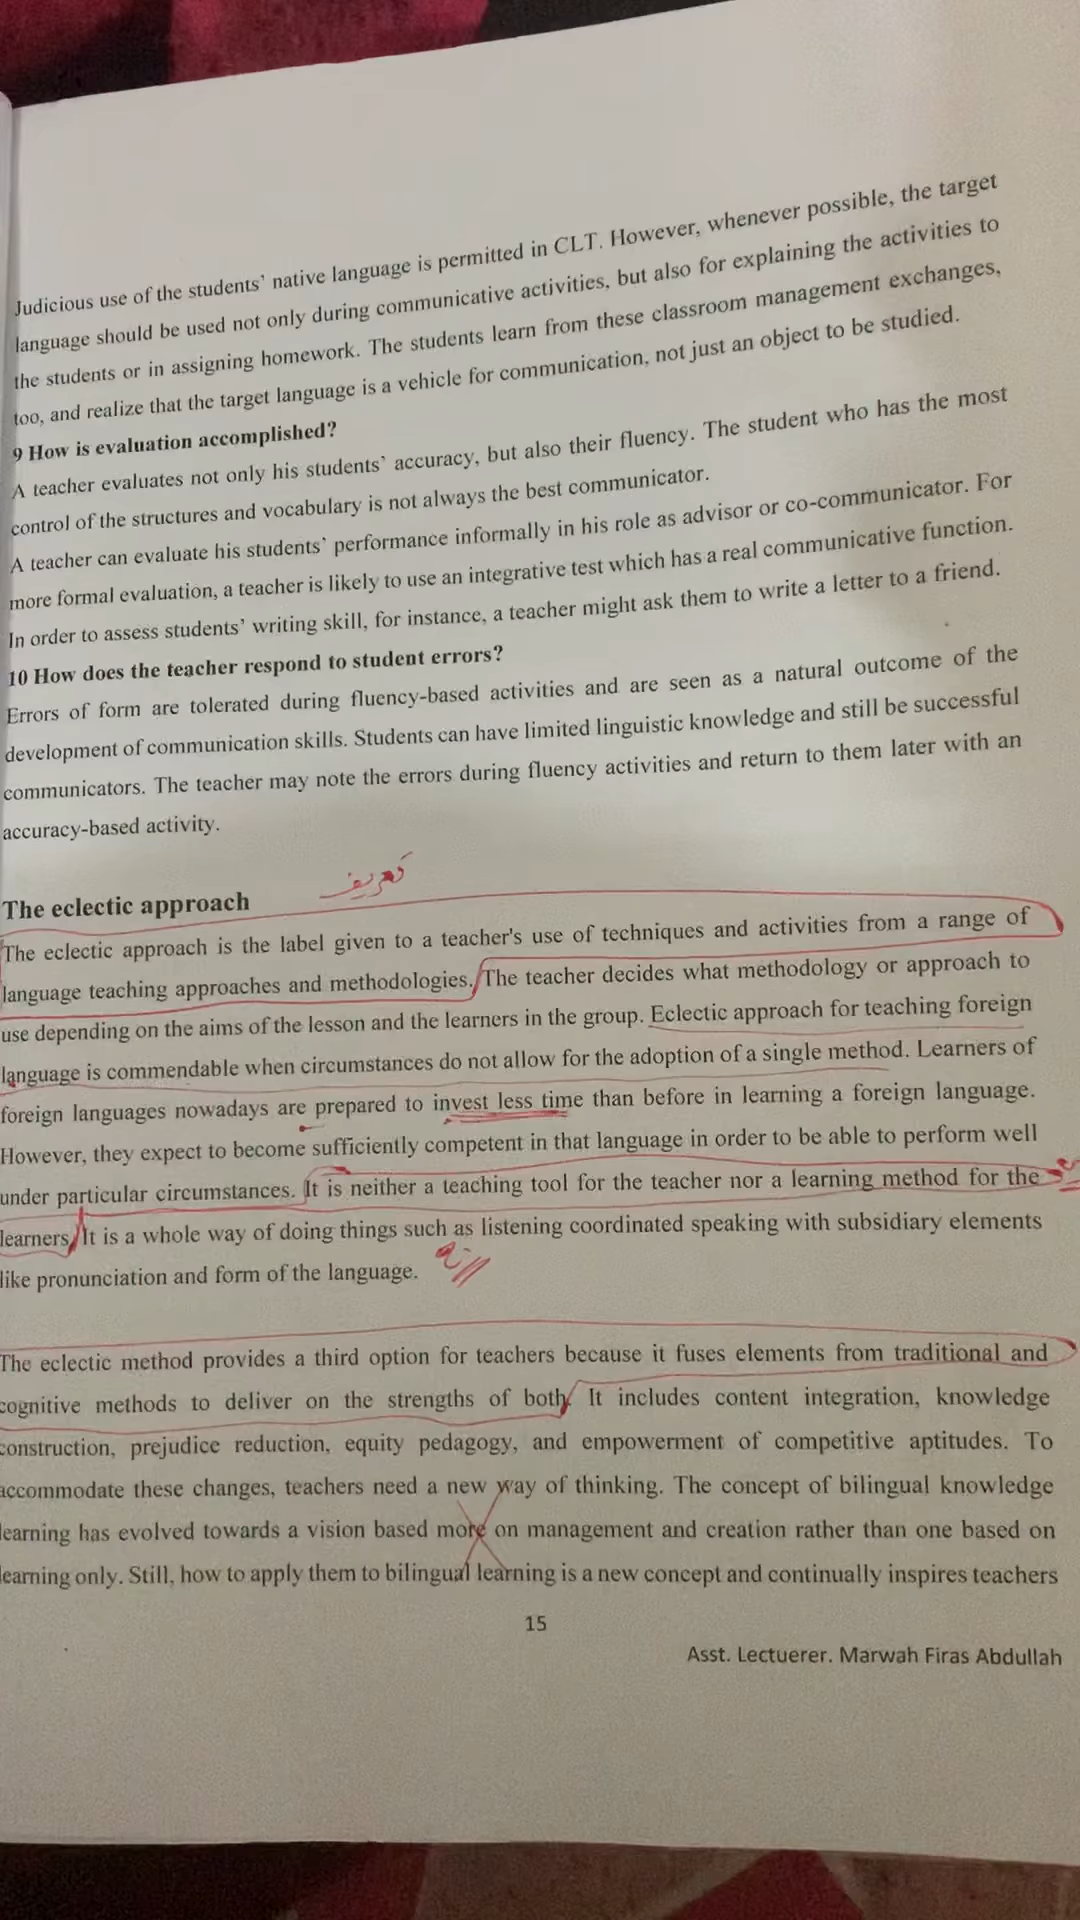 Judicious use of the students' native language is permitted in CLT. However, whenever possible, the target
language should be used not only during communicative activities, but also for explaining the activities to
the students or in assigning homework. The students learn from these classroom management exchanges,
too, and realize that the target language is a vehicle for communication, not just an object to be studied.
9 How is evaluation accomplished?
A teacher evaluates not only his students' accuracy, but also their fluency. The student who has the most
control of the structures and vocabulary is not always the best communicator.
A teacher can evaluate his students' performance informally in his role as advisor or co-communicator. For
more formal evaluation, a teacher is likely to use an integrative test which has a real communicative function.
In order to assess students' writing skill, for instance, a teacher might ask them to write a letter to a friend.
10 How does the teacher respond to student errors?
Errors of form are tolerated during fluency-based activities and are seen as a natural outcome of the
development of communication skills. Students can have limited linguistic knowledge and still be successful
communicators. The teacher may note the errors during fluency activities and return to them later with an
accuracy-based activity.
تعريف
The eclectic approach
The eclectic approach is the label given to a teacher's use of techniques and activities from a range of
language teaching approaches and methodologies. The teacher decides what methodology or approach to
use depending on the aims of the lesson and the learners in the group. Eclectic approach for teaching foreign
language is commendable when circumstances do not allow for the adoption of a single method. Learners of
foreign languages nowadays are prepared to invest less time than before in learning a foreign language.
However, they expect to become sufficiently competent in that language in order to be able to perform well
under particular circumstances. It is neither a teaching tool for the teacher nor a learning method for the
learners. It is a whole way of doing things such as listening coordinated speaking with subsidiary elements
like pronunciation and form of the language.
The eclectic method provides a third option for teachers because it fuses elements from traditional and
cognitive methods to deliver on the strengths of both. It includes content integration, knowledge
construction, prejudice reduction, equity pedagogy, and empowerment of competitive aptitudes. To
accommodate these changes, teachers need a new way of thinking. The concept of bilingual knowledge
learning has evolved towards a vision based more on management and creation rather than one based on
learning only. Still, how to apply them to bilingual learning is a new concept and continually inspires teachers
15
Asst. Lectuerer. Marwah Firas Abdullah